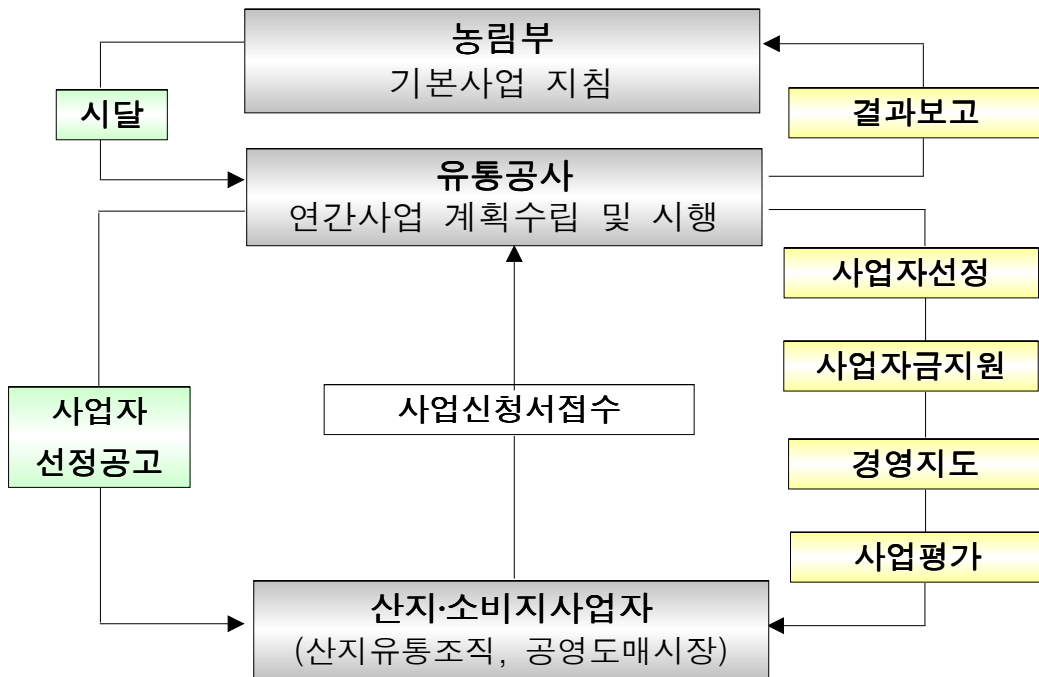 농림부
기본사업 지침
시달
결과보고
유통공사
연간사업 계획수립 및 시행
사업자선정
사업자금지원
사업자
선정공고
사업신청서접수
경영지도
사업평가
산지·소비지사업자
(산지유통조직, 공영도매시장)